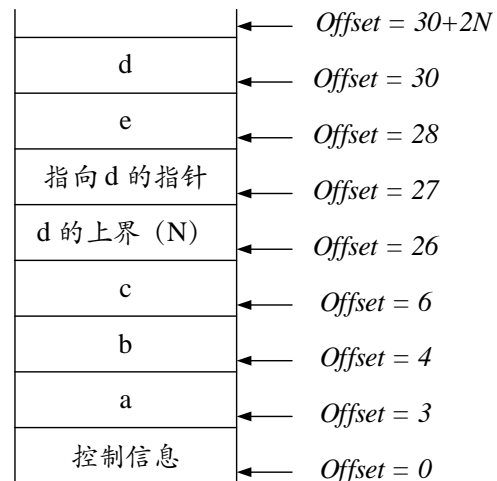 Offset = 30+2N
d
Offset = 30
e
Offset = 28
指向 d 的指针
Offset = 27
d 的上界（N）
Offset = 26
c
Offset = 6
b
Offset = 4
a
Offset = 3
控制信息
Offset = 0